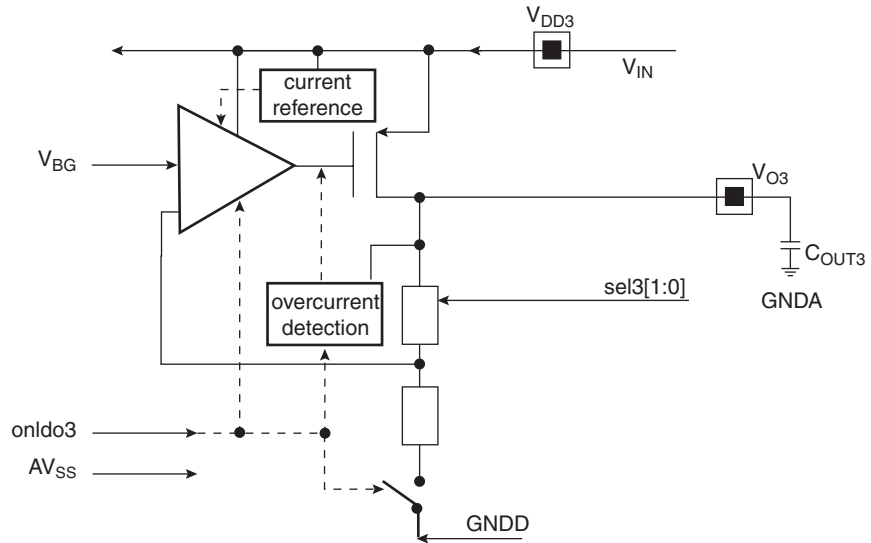 V_DD3
V_IN
current
reference
V_BG
V_O3
C_OUT3
GNDA
sel3[1:0]
overcurrent
detection
onldo3
AV_SS
GNDD